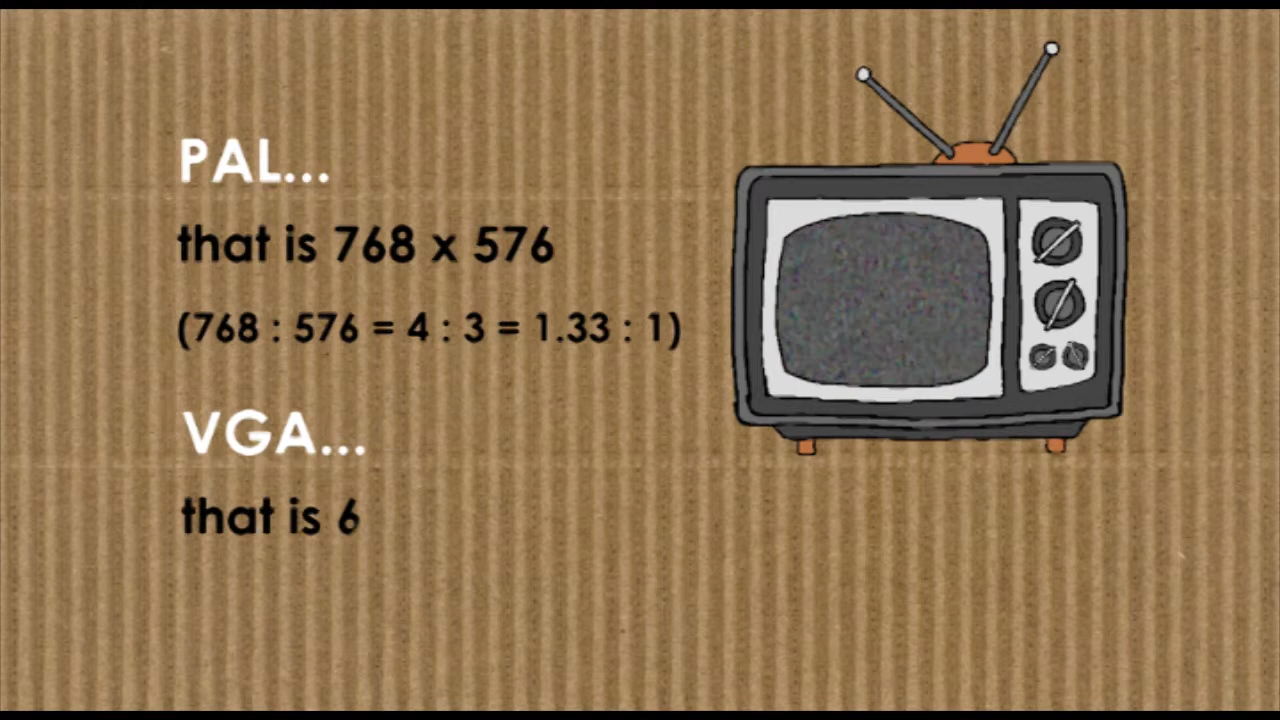 PAL...
that is 768 x 576
(768 : 576 = 4 : 3 = 1.33 : 1)
VGA...
that is 6